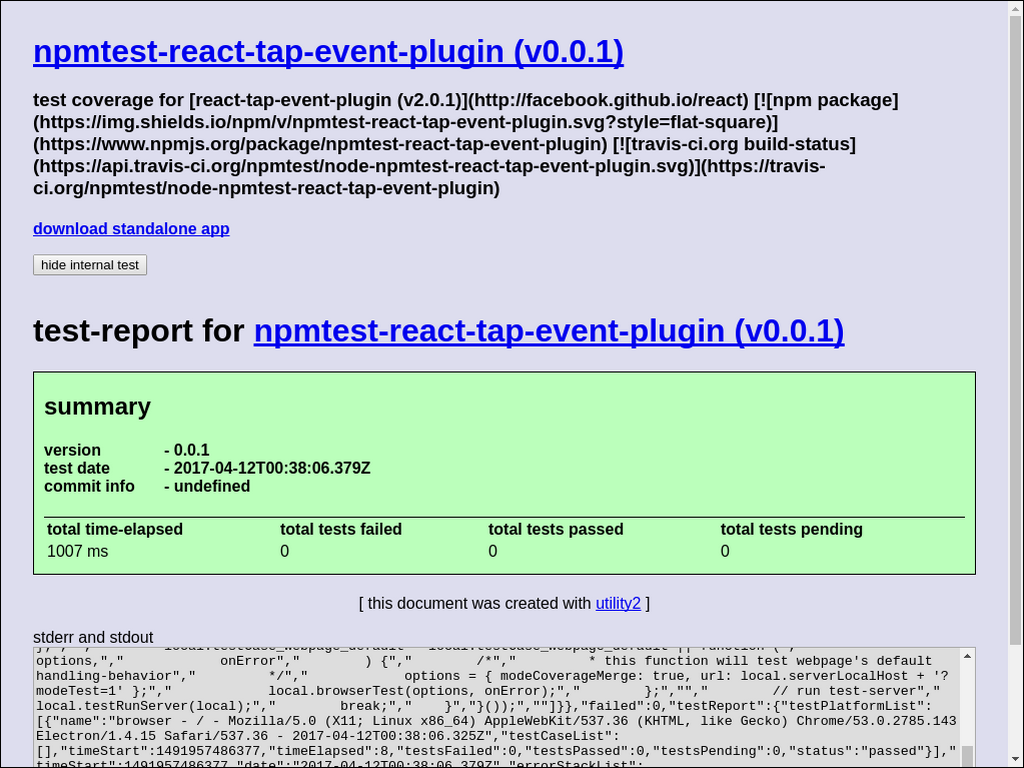 npmtest-react-tap-event-plugin (v0.0.1)
test coverage for [react-tap-event-plugin (v2.0.1)](http://facebook.github.io/react) [![npm package]
(https://img.shields.io/npm/v/npmtest-react-tap-event-plugin.svg?style=flat-square)]
(https://www.npmjs.org/package/npmtest-react-tap-event-plugin) [![travis-ci.org build-status]
(https://api.travis-ci.org/npmtest/node-npmtest-react-tap-event-plugin.svg)](https://travis-
ci.org/npmtest/node-npmtest-react-tap-event-plugin)
download standalone app
hide internal test
test-report for npmtest-react-tap-event-plugin (v0.0.1)
summary
version - 0.0.1
test date - 2017-04-12T00:38:06.379Z
commit info - undefined
total time-elapsed total tests failed total tests passed total tests pending
1007 ms 0 0 0
[ this document was created with utility2 ]
stderr and stdout
options,"," onError"," ) {"," /*"," * this function will test webpage's default
handling-behavior"," */"," options = { modeCoverageMerge: true, url: local.serverLocalHost + '?
modeTest=1' };"," local.browserTest(options, onError);"," };",""," // run test-server","
local.testRunServer(local);"," break;"," }","}());",""]}},"failed":0,"testReport":{"testPlatformList":
[{"name":"browser - / - Mozilla/5.0 (X11; Linux x86_64) AppleWebKit/537.36 (KHTML, like Gecko) Chrome/53.0.2785.143
Electron/1.4.15 Safari/537.36 - 2017-04-12T00:38:06.325Z","testCaseList":
[],"timeStart":1491957486377,"timeElapsed":8,"testsFailed":0,"testsPassed":0,"testsPending":0,"status":"passed"}],"
timeStart":1491957486377,"date":"2017-04-12T00:38:06.379Z","errorStackList":